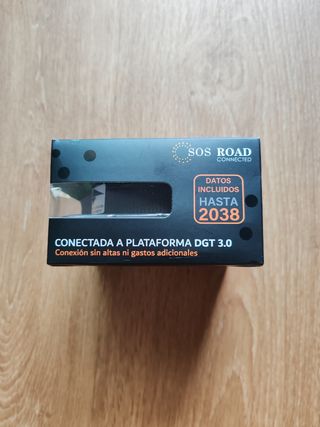 SOS ROAD
CONNECTED
DATOS
INCLUIDOS
HASTA
2038
CONECTADA A PLATAFORMA DGT 3.0
Conexión sin altas ni gastos adicionales